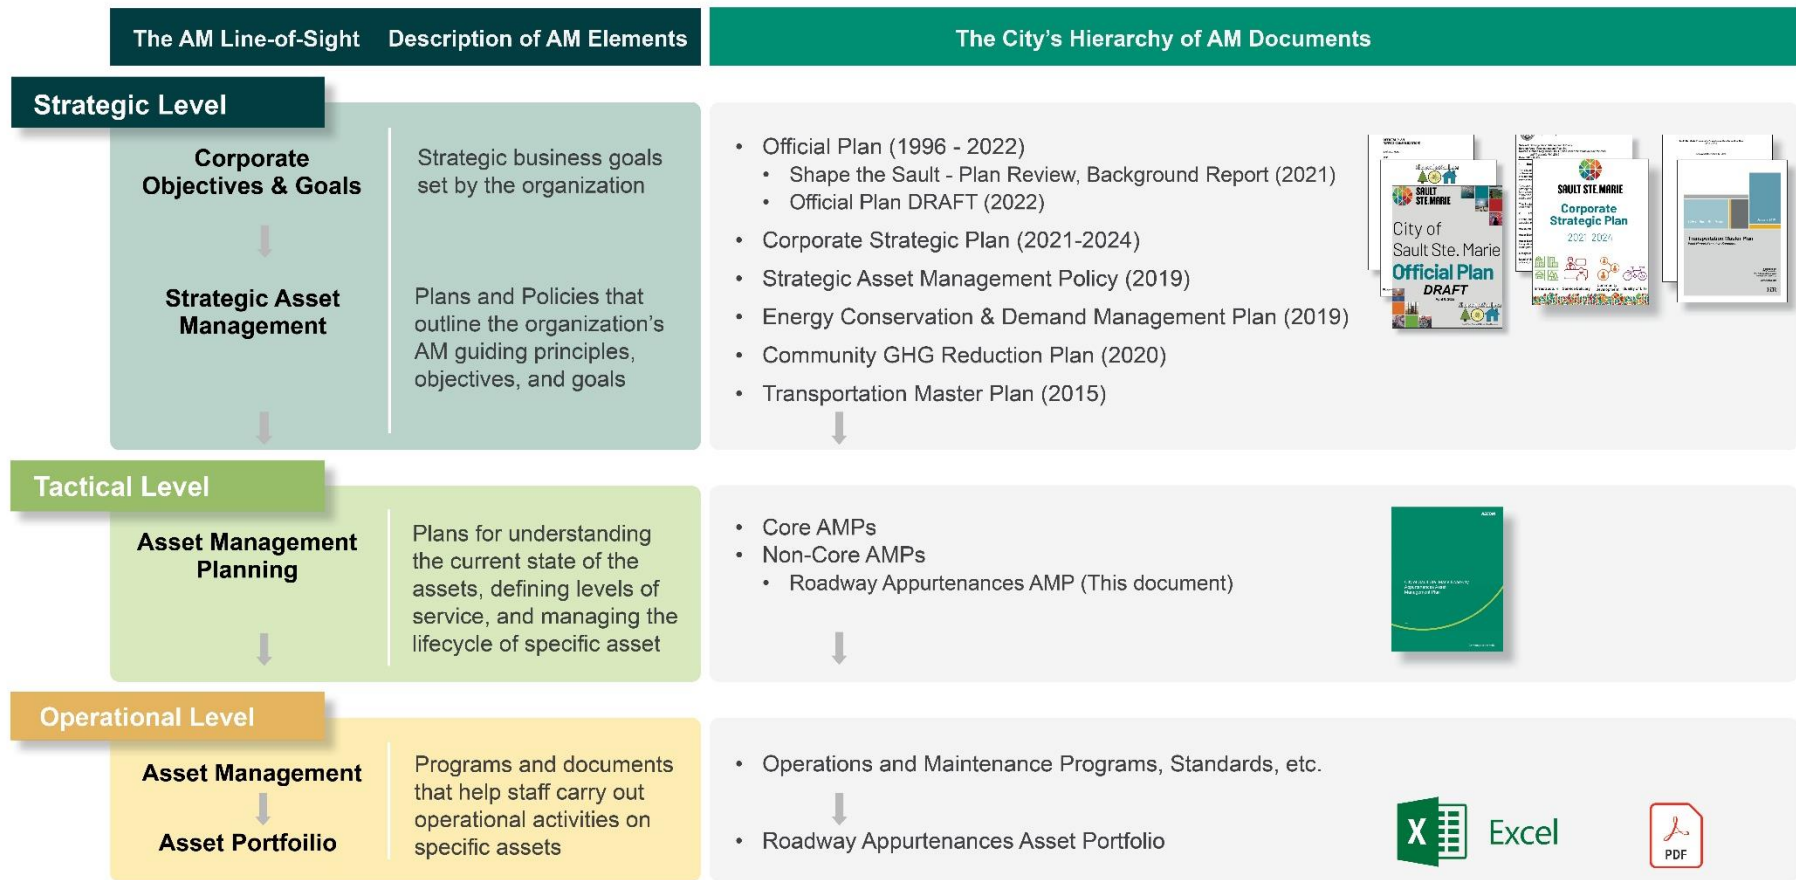 The AM Line-of-Sight
Description of AM Elements
The City's Hierarchy of AM Documents
Strategic Level
Corporate
Objectives & Goals
Strategic business goals
set by the organization
Strategic Asset
Management
Plans and Policies that
outline the organization's
AM guiding principles,
objectives, and goals
• Official Plan (1996 - 2022)
• Shape the Sault - Plan Review, Background Report (2021)
• Official Plan DRAFT (2022)
• Corporate Strategic Plan (2021-2024)
• Strategic Asset Management Policy (2019)
• Energy Conservation & Demand Management Plan (2019)
• Community GHG Reduction Plan (2020)
• Transportation Master Plan (2015)
SAULT
STE.MARIE
City of
Sault Ste. Marie
Official Plan
DRAFT
SAULT STE.MARIE
Corporate
Strategic Plan
2021-2024
Transportation Master Plan
Tactical Level
Asset Management
Planning
Plans for understanding
the current state of the
assets, defining levels of
service, and managing the
lifecycle of specific asset
• Core AMPs
• Non-Core AMPs
• Roadway Appurtenances AMP (This document)
Operational Level
Asset Management
Asset Portfoilio
Programs and documents
that help staff carry out
operational activities on
specific assets
• Operations and Maintenance Programs, Standards, etc.
• Roadway Appurtenances Asset Portfolio
X
Excel
PDF